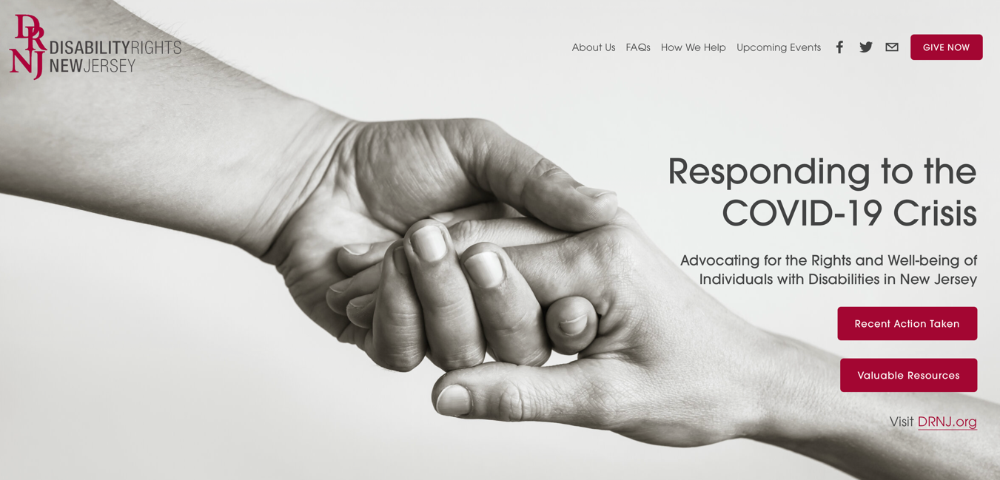 DRNJ
DISABILITYRIGHTS
NEWJERSEY
About Us FAQs How We Help Upcoming Events GIVE NOW
Responding to the
COVID-19 Crisis
Advocating for the Rights and Well-being of
Individuals with Disabilities in New Jersey
Recent Action Taken
Valuable Resources
Visit DRNJ.org